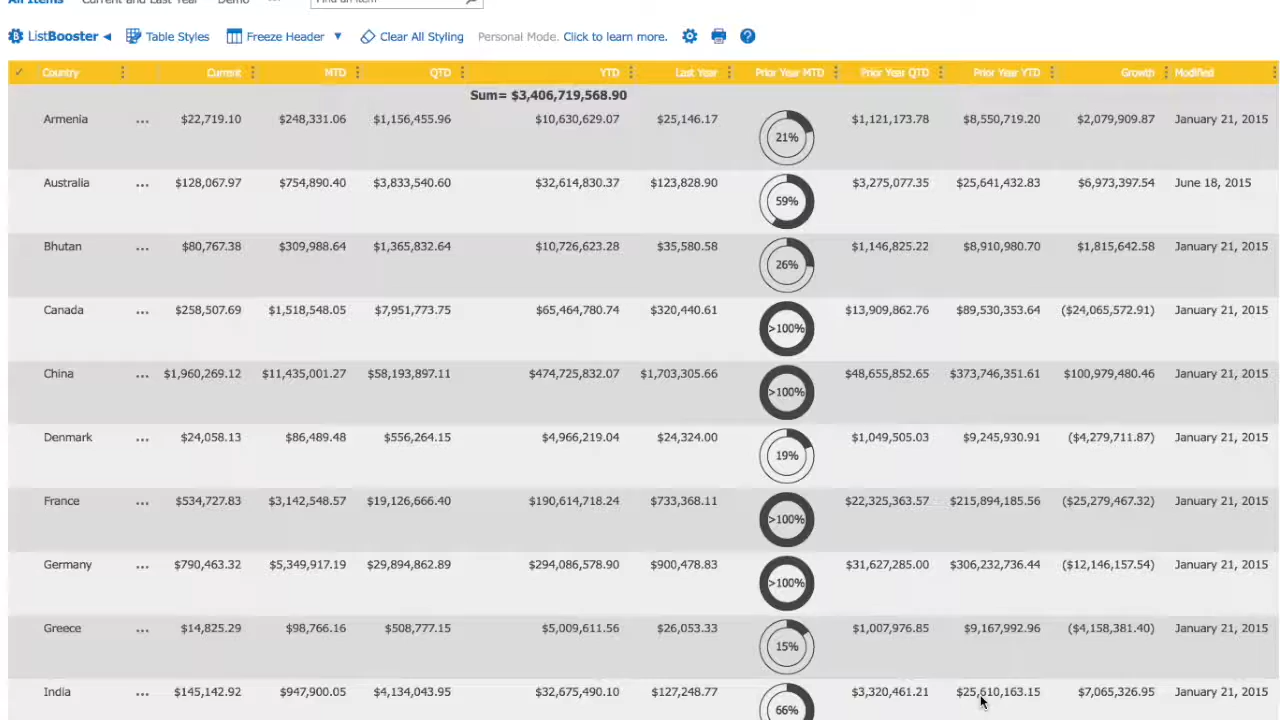 All Items Current and Last Year Demo ... Find an item
ListBooster Table Styles Freeze Header Clear All Styling Personal Mode. Click to learn more.
Country Current MTD QTD YTD Last Year Prior Year MTD Prior Year QTD Prior Year YTD Growth Modified
Sum= $3,406,719,568.90
Armenia ... $22,719.10 $248,331.06 $1,156,455.96 $10,630,629.07 $25,146.17 21% $1,121,173.78 $8,550,719.20 $2,079,909.87 January 21, 2015
Australia ... $128,067.97 $754,890.40 $3,833,540.60 $32,614,830.37 $123,828.90 59% $3,275,077.35 $25,641,432.83 $6,973,397.54 June 18, 2015
Bhutan ... $80,767.38 $309,988.64 $1,365,832.64 $10,726,623.28 $35,580.58 26% $1,146,825.22 $8,910,980.70 $1,815,642.58 January 21, 2015
Canada ... $258,507.69 $1,518,548.05 $7,951,773.75 $65,464,780.74 $320,440.61 >100% $13,909,862.76 $89,530,353.64 ($24,065,572.91) January 21, 2015
China ... $1,960,269.12 $11,435,001.27 $58,193,897.11 $474,725,832.07 $1,703,305.66 >100% $48,655,852.65 $373,746,351.61 $100,979,480.46 January 21, 2015
Denmark ... $24,058.13 $86,489.48 $556,264.15 $4,966,219.04 $24,324.00 19% $1,049,505.03 $9,245,930.91 ($4,279,711.87) January 21, 2015
France ... $534,727.83 $3,142,548.57 $19,126,666.40 $190,614,718.24 $733,368.11 >100% $22,325,363.57 $215,894,185.56 ($25,279,467.32) January 21, 2015
Germany ... $790,463.32 $5,349,917.19 $29,894,862.89 $294,086,578.90 $900,478.83 >100% $31,627,285.00 $306,232,736.44 ($12,146,157.54) January 21, 2015
Greece ... $14,825.29 $98,766.16 $508,777.15 $5,009,611.56 $26,053.33 15% $1,007,976.85 $9,167,992.96 ($4,158,381.40) January 21, 2015
India ... $145,142.92 $947,900.05 $4,134,043.95 $32,675,490.10 $127,248.77 66% $3,320,461.21 $25,610,163.15 $7,065,326.95 January 21, 2015